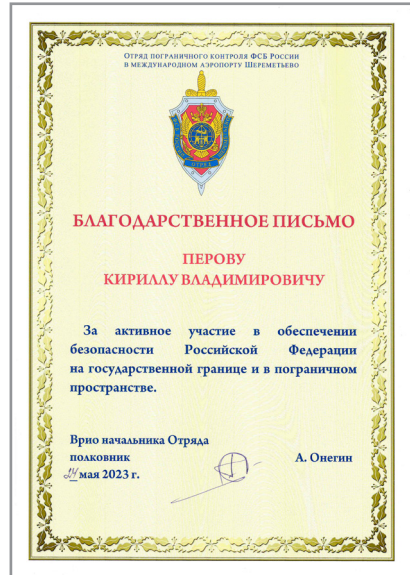 Отряд пограничного контроля ФСБ России
в международном аэропорту Шереметьево
БЛАГОДАРСТВЕННОЕ ПИСЬМО
ПЕРОВУ
КИРИЛЛУ ВЛАДИМИРОВИЧУ
За активное участие в обеспечении
безопасности Российской Федерации
на государственной границе и в пограничном
пространстве.
Врио начальника Отряда
полковник А. Онегин
24 мая 2023 г.